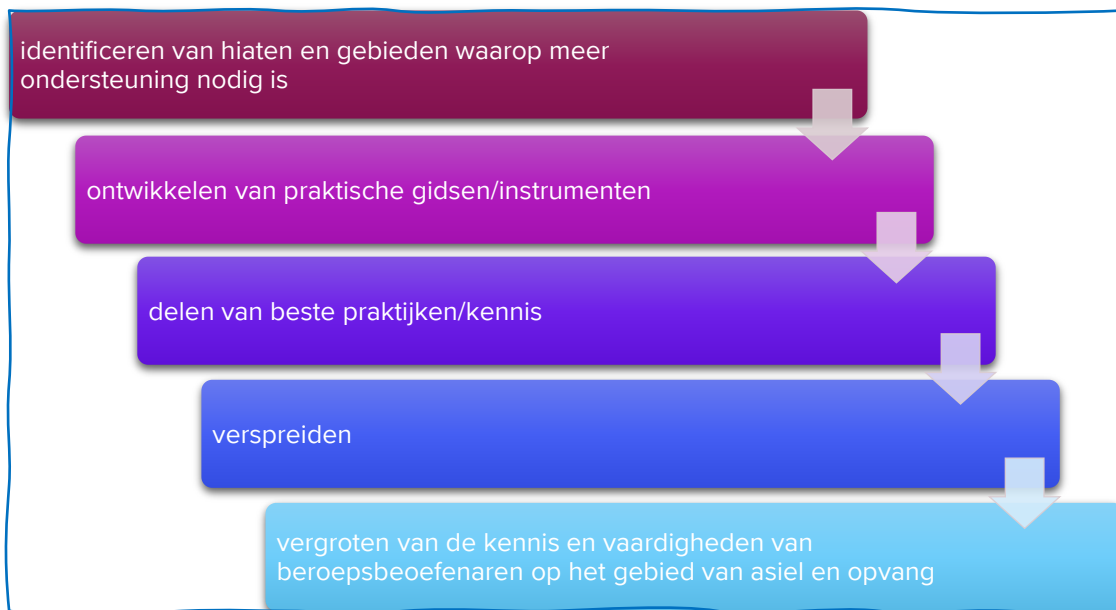 identificeren van hiaten en gebieden waarop meer
ondersteuning nodig is
ontwikkelen van praktische gidsen/instrumenten
delen van beste praktijken/kennis
verspreiden
vergroten van de kennis en vaardigheden van
beroepsbeoefenaren op het gebied van asiel en opvang